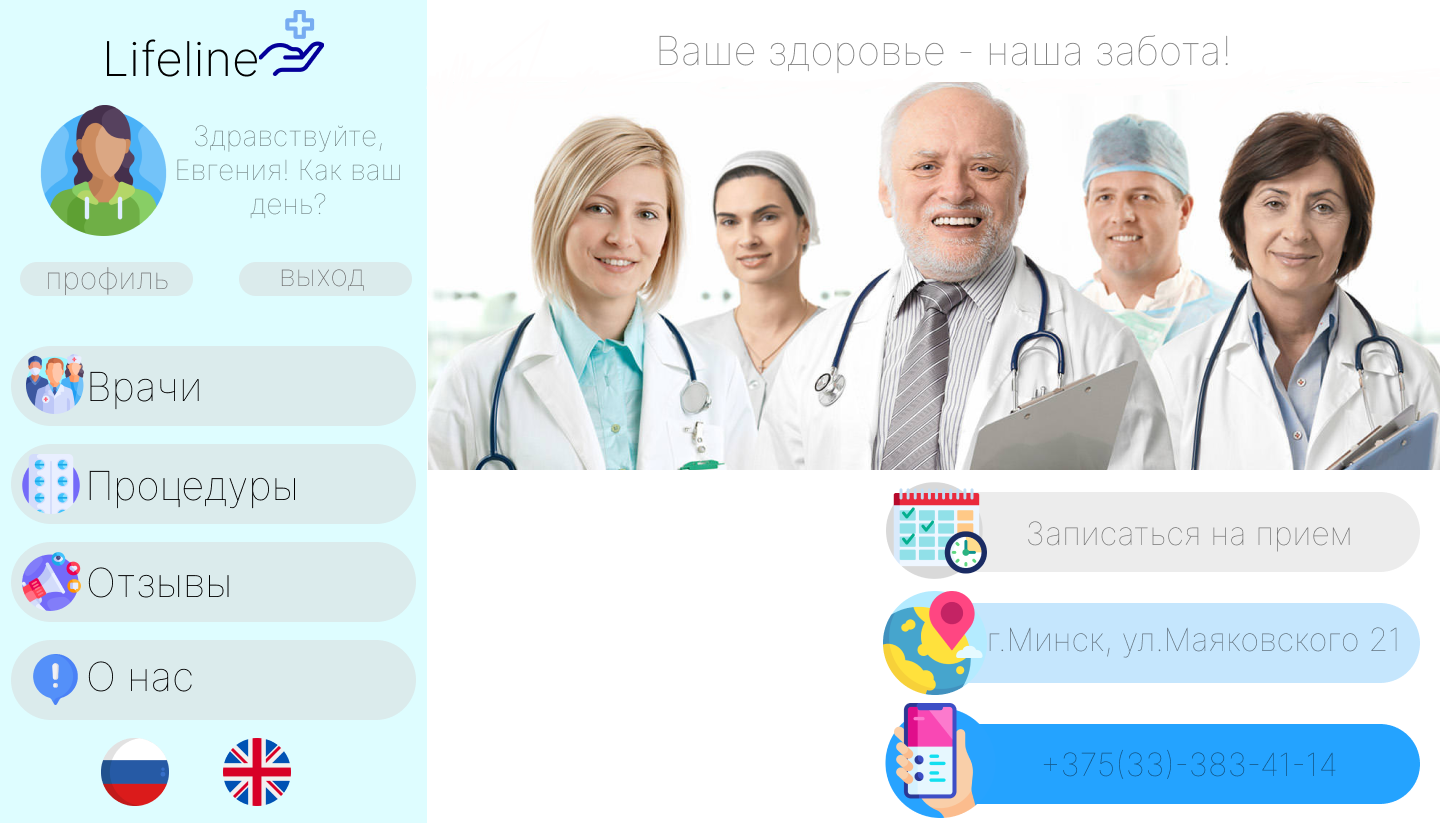 Lifeline
Здравствуйте,
Евгения! Как ваш
день?
профиль
выход
Врачи
Процедуры
Отзывы
О нас
Ваше здоровье - наша забота!
Записаться на прием
г.Минск, ул.Маяковского 21
+375(33)-383-41-14